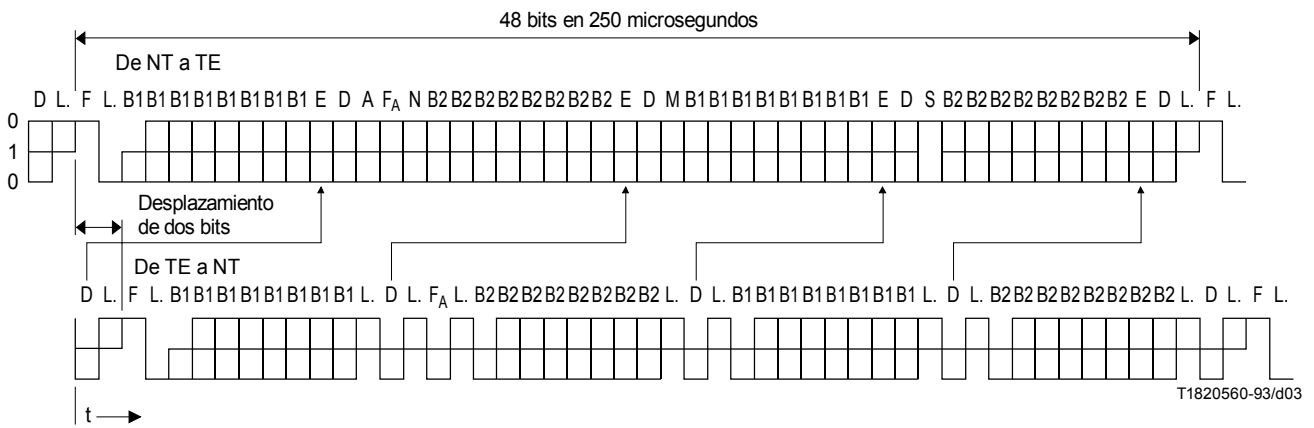 48 bits en 250 microsegundos
De NT a TE
D L. F L. B1 B1 B1 B1 B1 B1 B1 B1 E D A FA N B2 B2 B2 B2 B2 B2 B2 B2 E D M B1 B1 B1 B1 B1 B1 B1 B1 E D S B2 B2 B2 B2 B2 B2 B2 B2 E D L. F L.
0
1
0
Desplazamiento
de dos bits
De TE a NT
D L. F L. B1 B1 B1 B1 B1 B1 B1 B1 L. D L. FA L. B2 B2 B2 B2 B2 B2 B2 B2 L. D L. B1 B1 B1 B1 B1 B1 B1 B1 L. D L. B2 B2 B2 B2 B2 B2 B2 B2 L. D L. F L.
T1820560-93/d03
t